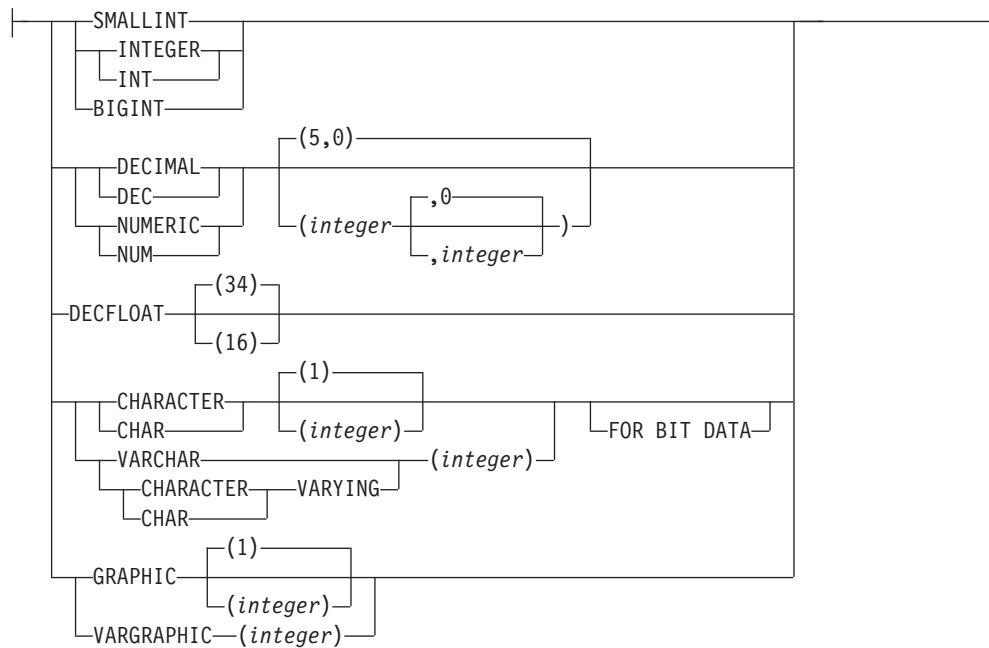 SMALLINT
INTEGER
INT
BIGINT
(5,0)
DECIMAL
DEC
,0
NUMERIC (integer )
NUM ,integer
(34)
DECFLOAT
(16)
(1)
CHARACTER
CHAR (integer) FOR BIT DATA
VARCHAR (integer)
CHARACTER VARYING
CHAR
(1)
GRAPHIC
(integer)
VARGRAPHIC (integer)